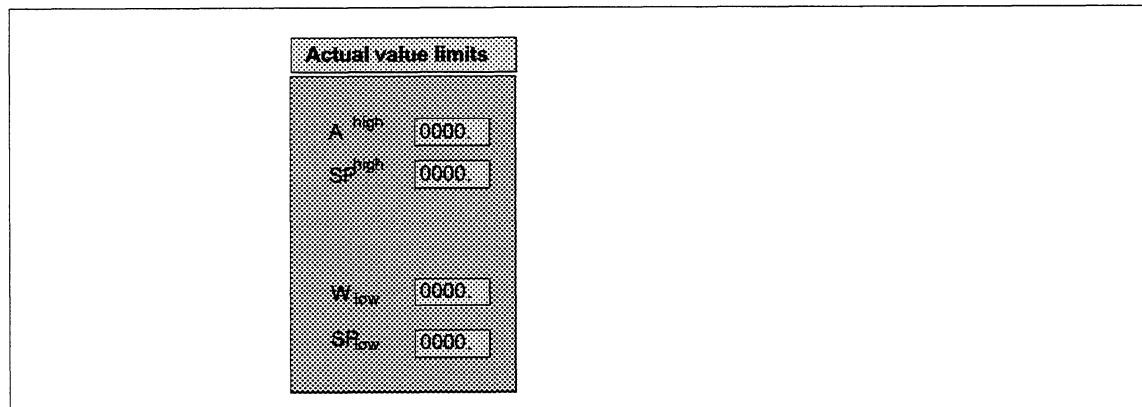 Actual value limits
A high 0000.
SP high 0000.
W low 0000.
SP low 0000.